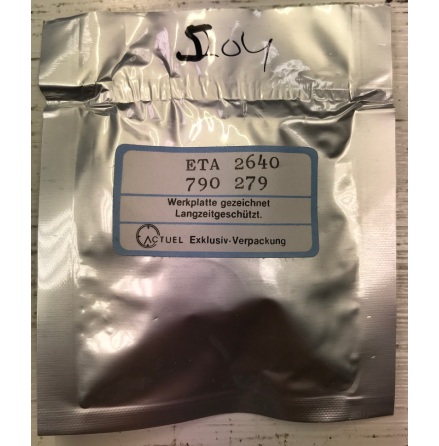 5.04
ETA 2640
790 279
Werkplatte gezeichnet
Langzeitgeschützt.
ACTUEL Exklusiv-Verpackung